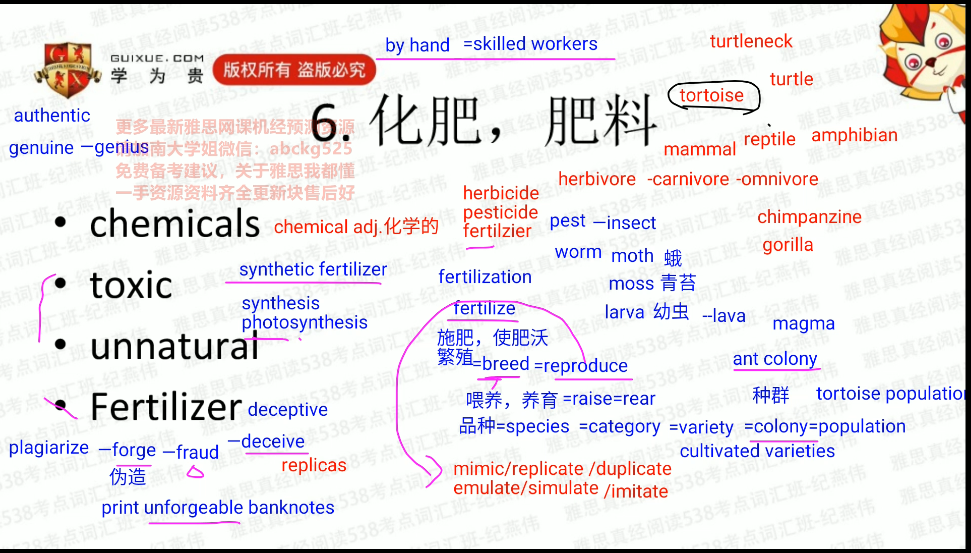 by hand =skilled workers
turtleneck
GUIXUE.COM
学为贵
版权所有 盗版必究
tortoise
turtle
authentic
更多最新雅思网课机经预测资源
6. 化肥，肥料
genuine —genius
南大学姐微信：abckg525
mammal reptile amphibian
免费备考建议，关于雅思我都懂
一手资源资料齐全更新块售后好
herbivore -carnivore -omnivore
herbicide
pesticide
fertilzier
chemicals
chemical adj.化学的
pest —insect
chimpanzine
gorilla
worm moth 蛾
synthetic fertilizer
fertilization
moss 青苔
toxic
synthesis
photosynthesis
fertilize
larva 幼虫 --lava
magma
施肥，使肥沃
繁殖=breed =reproduce
unnatural
ant colony
喂养，养育 =raise=rear
种群 tortoise population
Fertilizer
deceptive
品种=species =category =variety =colony=population
plagiarize —forge —fraud —deceive
cultivated varieties
伪造
replicas
mimic/replicate /duplicate
emulate/simulate /imitate
print unforgeable banknotes
雅思真经阅读538考点词汇班-纪燕伟